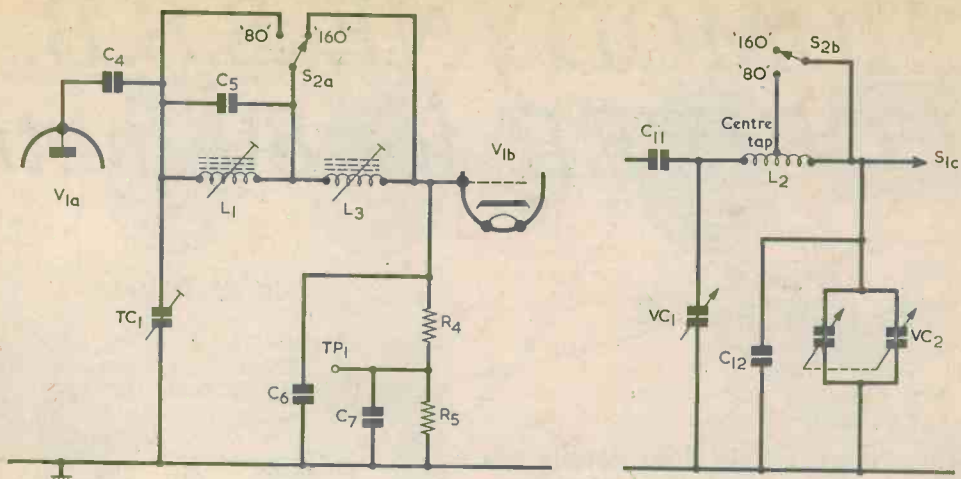 '80'
'160'
S2a
C4
C5
V1a
L1
L3
V1b
TC1
R4
TP1
C6
C7
R5
'160'
S2b
'80'
C11
Centre
tap
L2
S1c
VC1
C12
VC2